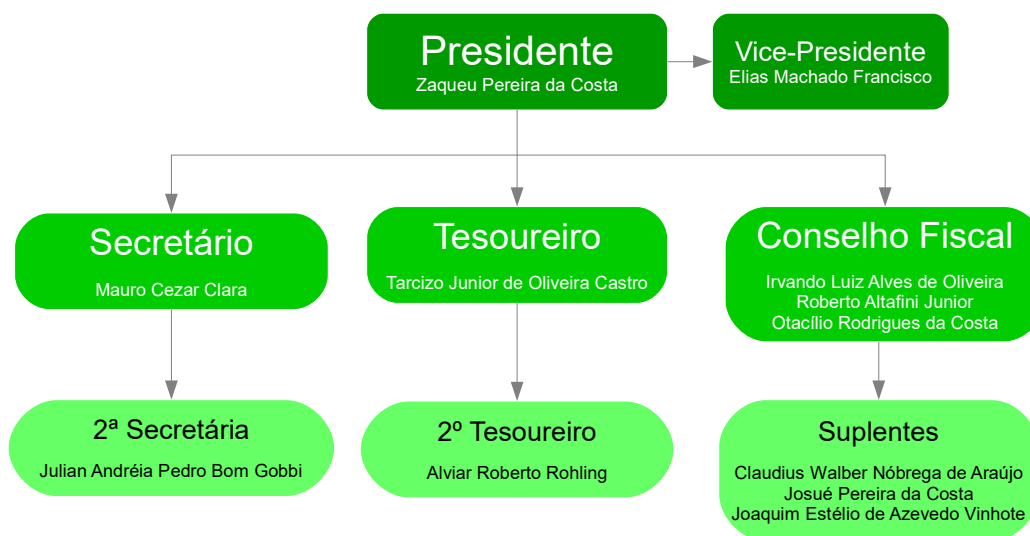 Presidente
Zaqueu Pereira da Costa
Vice-Presidente
Elias Machado Francisco
Secretário
Mauro Cezar Clara
Tesoureiro
Tarcizo Junior de Oliveira Castro
Conselho Fiscal
Irvando Luiz Alves de Oliveira
Roberto Altafini Junior
Otacílio Rodrigues da Costa
2ª Secretária
Julian Andréia Pedro Bom Gobbi
2º Tesoureiro
Alviar Roberto Rohling
Suplentes
Claudius Walber Nóbrega de Araújo
Josué Pereira da Costa
Joaquim Estélio de Azevedo Vinhote